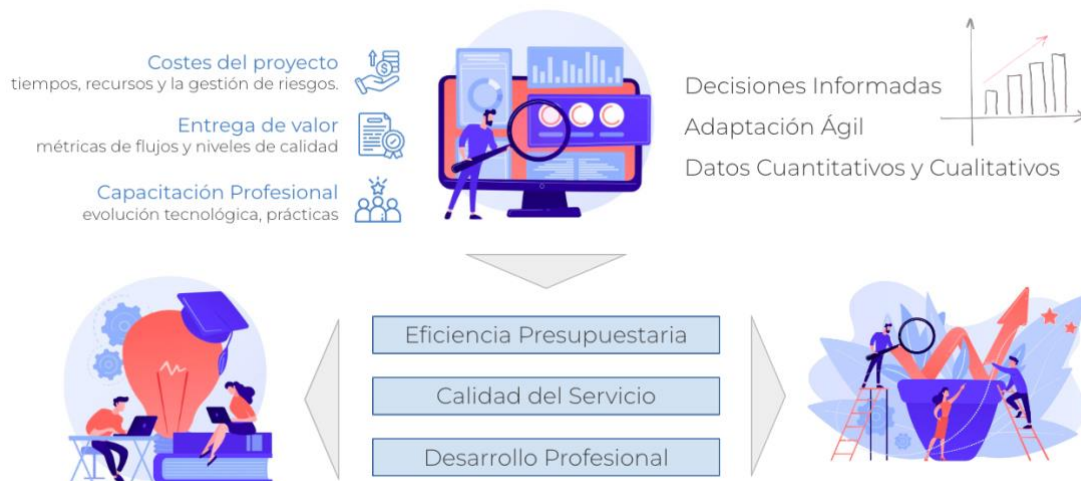 Costes del proyecto
tiempos, recursos y la gestión de riesgos.
Entrega de valor
métricas de flujos y niveles de calidad
Capacitación Profesional
evolución tecnológica, prácticas
Decisiones Informadas
Adaptación Ágil
Datos Cuantitativos y Cualitativos
Eficiencia Presupuestaria
Calidad del Servicio
Desarrollo Profesional